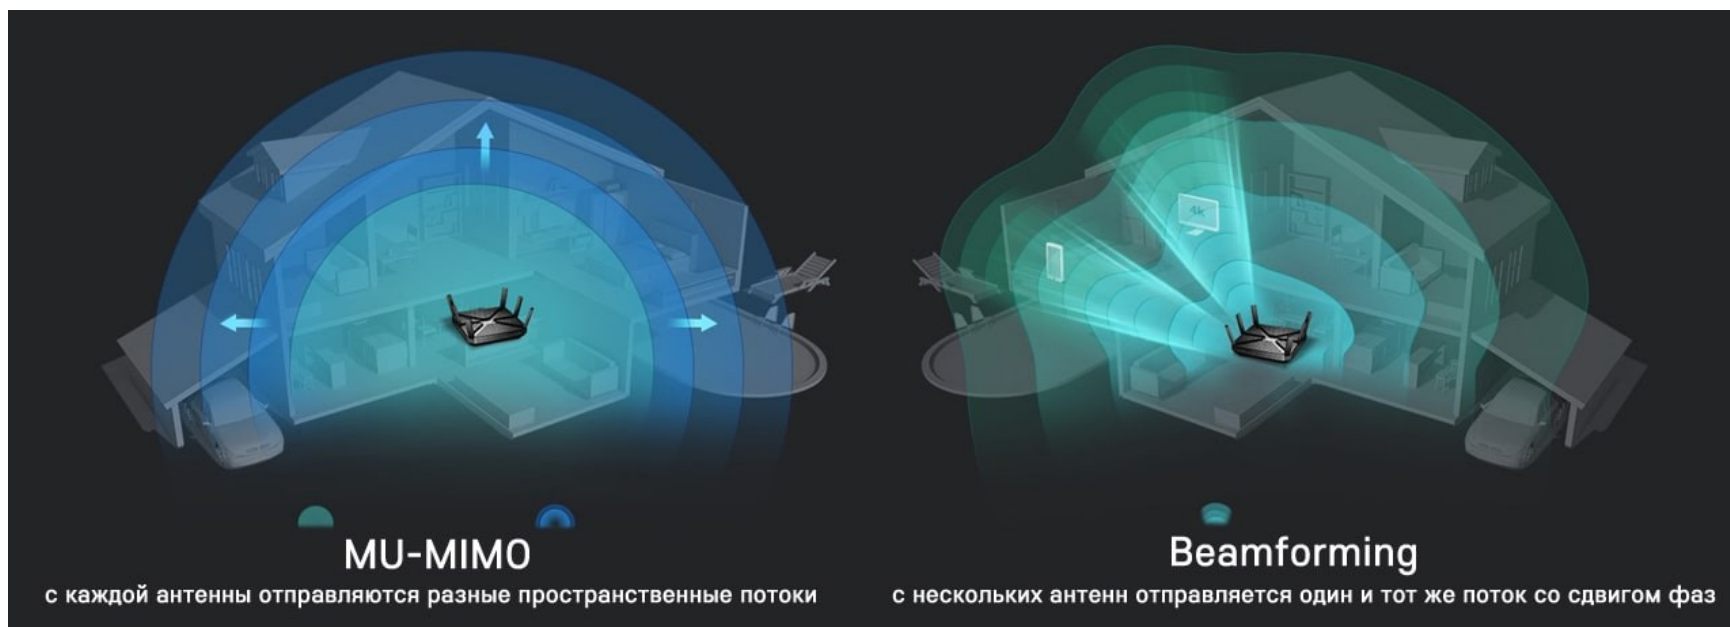 4K
MU-MIMO
с каждой антенны отправляются разные пространственные потоки
Beamforming
с нескольких антенн отправляется один и тот же поток со сдвигом фаз